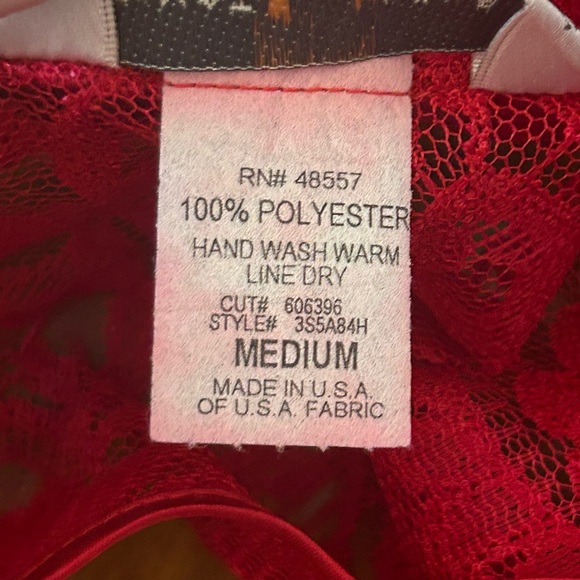 RN# 48557
100% POLYESTER
HAND WASH WARM
LINE DRY
CUT# 606396
STYLE# 3S5A84H
MEDIUM
MADE IN U.S.A.
OF U.S.A. FABRIC